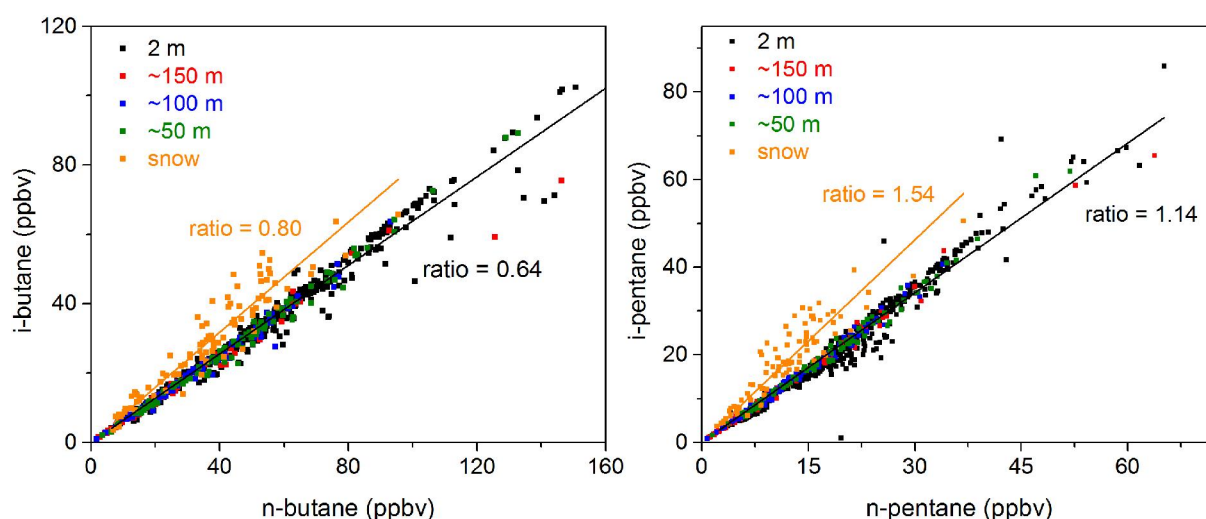 i-butane (ppbv)
120
80
40
0
2 m
~150 m
~100 m
~50 m
snow
ratio = 0.80
ratio = 0.64
0 40 80 120 160
n-butane (ppbv)
i-pentane (ppbv)
80
60
40
20
0
2 m
~150 m
~100 m
~50 m
snow
ratio = 1.54
ratio = 1.14
0 15 30 45 60
n-pentane (ppbv)